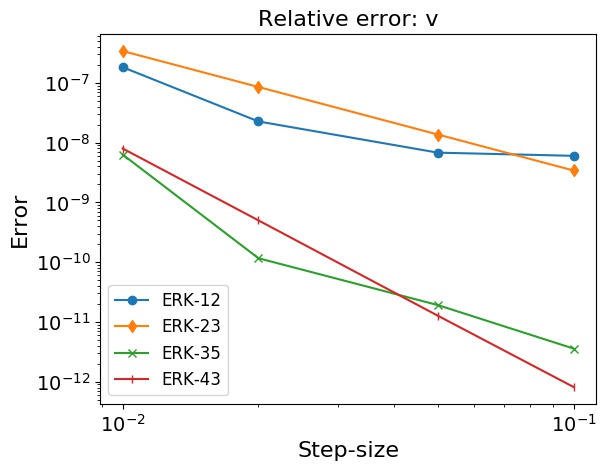 Relative error: v
Error
10^-7
10^-8
10^-9
10^-10
10^-11
10^-12
ERK-12
ERK-23
ERK-35
ERK-43
10^-2
10^-1
Step-size